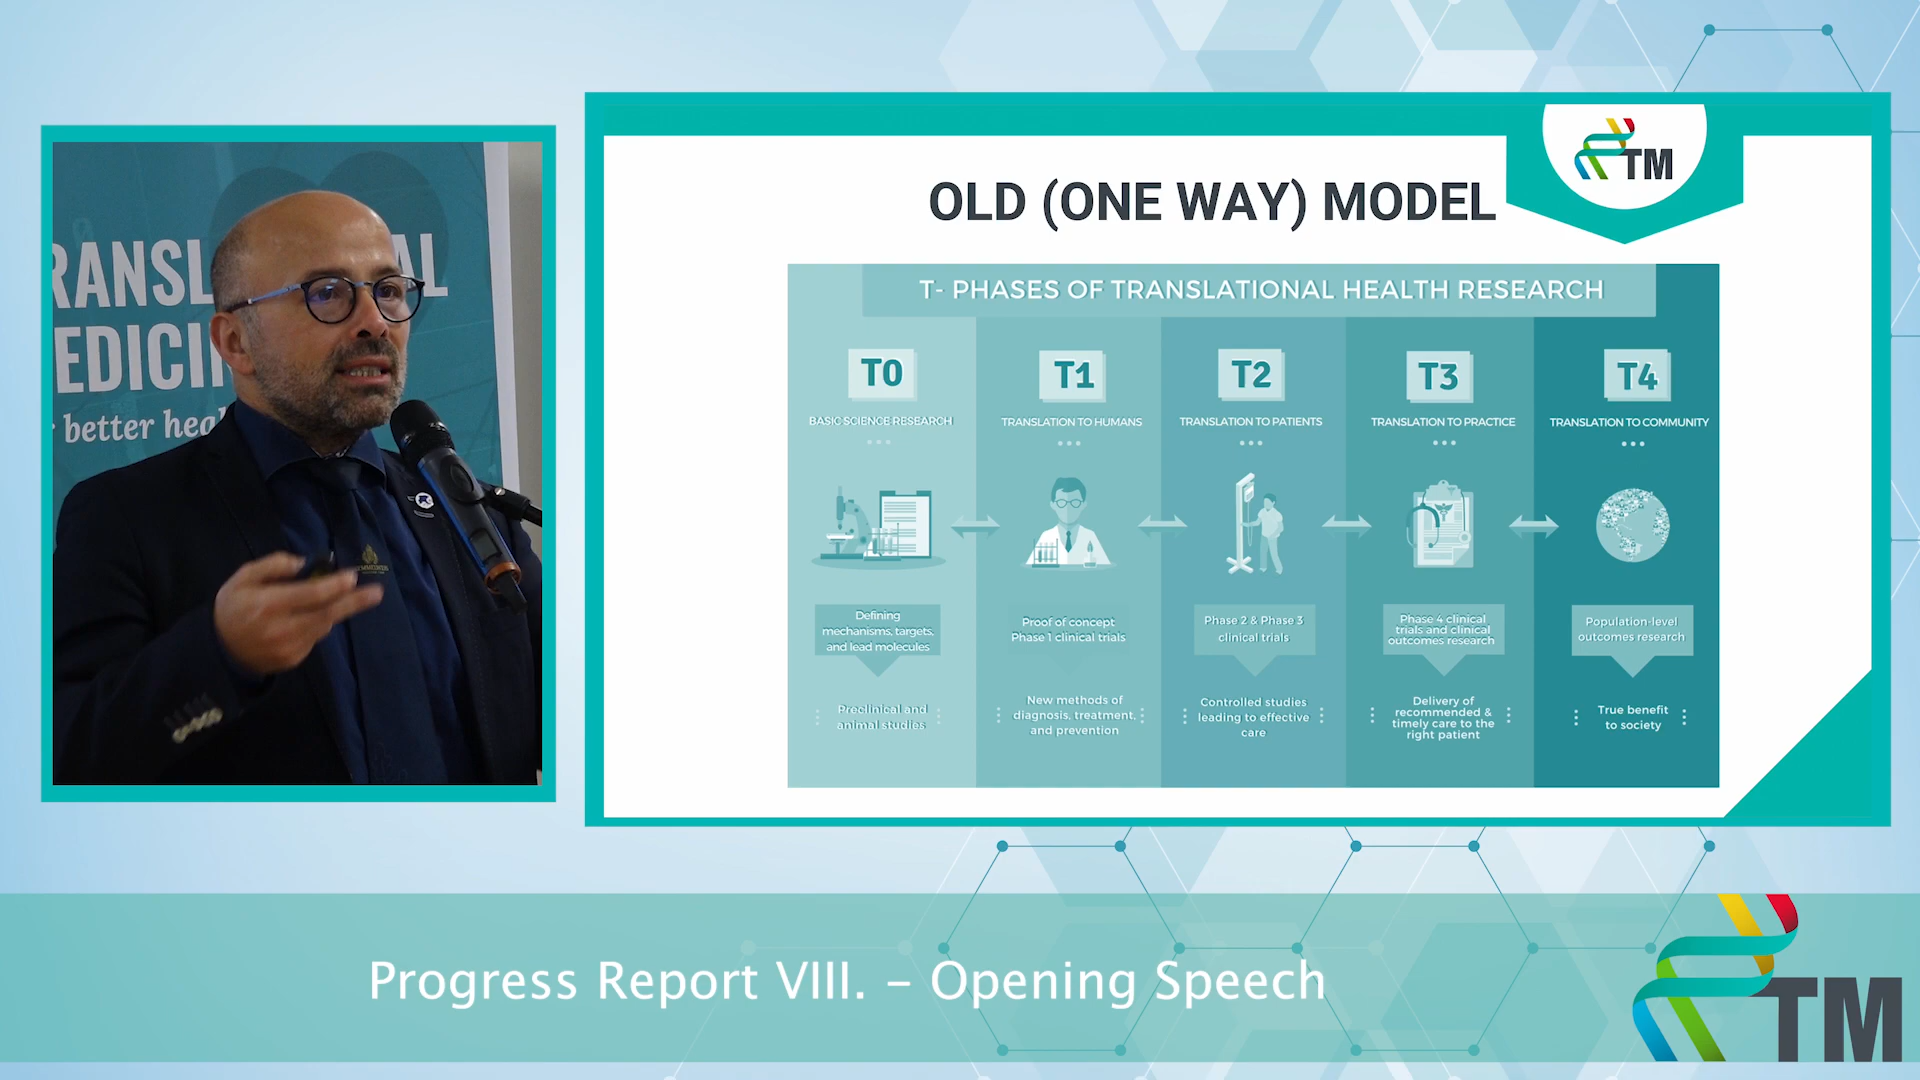 RANSL AL
EDICI
better hea
TM
OLD (ONE WAY) MODEL
T- PHASES OF TRANSLATIONAL HEALTH RESEARCH
T0
T1
T2
T3
T4
BASIC SCIENCE RESEARCH
TRANSLATION TO HUMANS
TRANSLATION TO PATIENTS
TRANSLATION TO PRACTICE
TRANSLATION TO COMMUNITY
Defining
mechanisms, targets,
and lead molecules
Proof of concept
Phase 1 clinical trials
Phase 2 & Phase 3
clinical trials
Phase 4 clinical
trials and clinical
outcomes research
Population-level
outcomes research
Preclinical and
animal studies
New methods of
diagnosis, treatment,
and prevention
Controlled studies
leading to effective
care
Delivery of
recommended &
timely care to the
right patient
True benefit
to society
Progress Report VIII. – Opening Speech
TM